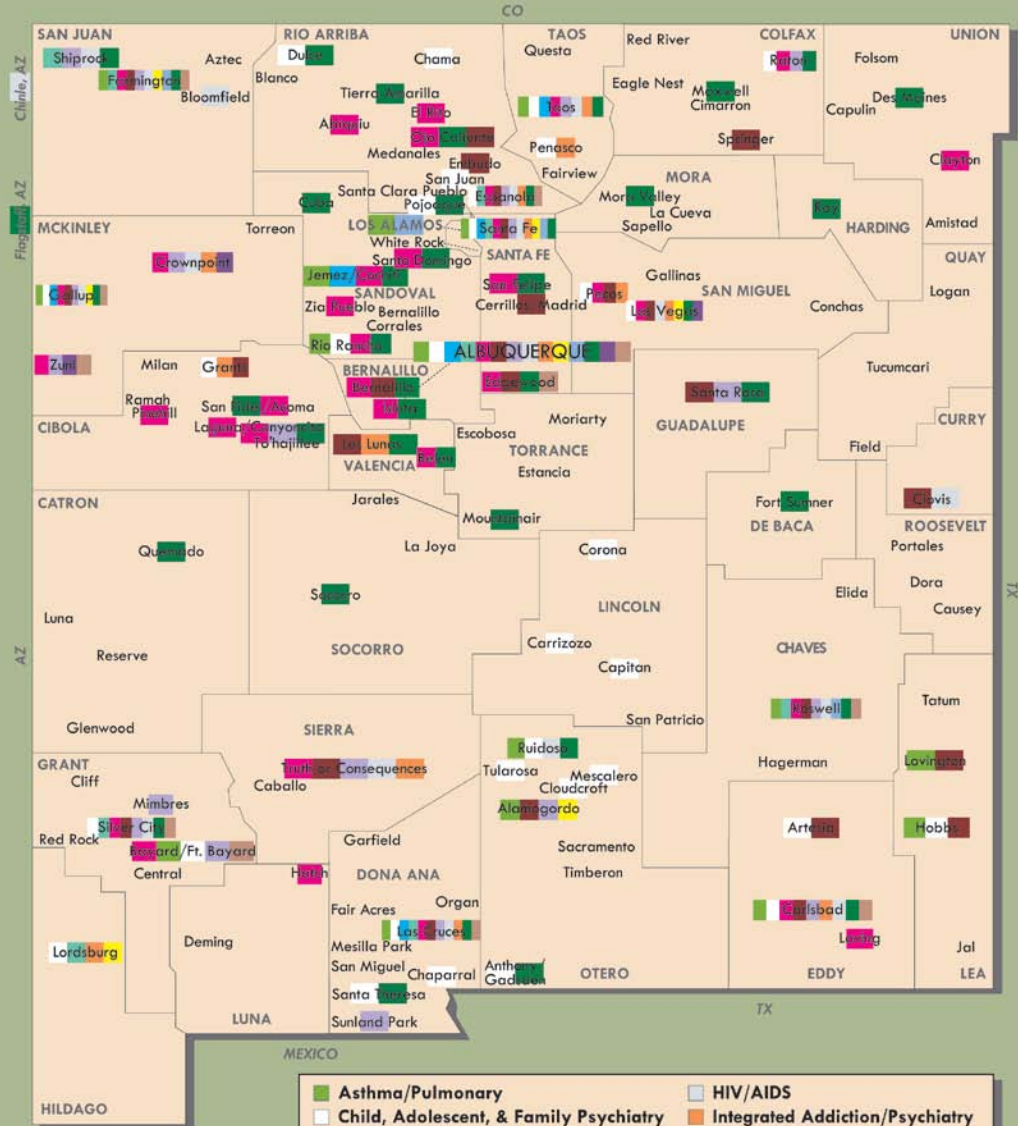 CO
SAN JUAN
RIO ARRIBA
TAOS
COLFAX
UNION
Shiprock
Aztec
Dulce
Chama
Questa
Red River
Raton
Folsom
Farmington
Blanco
Bloomfield
Chinle, AZ
Tierra Amarilla
Eagle Nest
Maxwell
Cimarron
Des Moines
Capulin
El Rito
Taos
Abiquiu
Ojo Caliente
Medanales
Penasco
Springer
Clayton
Embudo
Fairview
San Juan
MORA
Santa Clara Pueblo
Espanola
Mora Valley
Cuba
Pojoaque
La Cueva
Roy
Flagstaff, AZ
MCKINLEY
Torreon
LOS ALAMOS
Santa Fe
Sapello
HARDING
Amistad
White Rock
Santa Domingo
SANTA FE
QUAY
Crownpoint
Jemez/Cochiti
San Felipe
Gallinas
SAN MIGUEL
Logan
Gallup
SANDOVAL
Pecos
Zia Pueblo
Bernalillo
Cerrillos, Madrid
Las Vegas
Conchas
Corrales
Rio Rancho
ALBUQUERQUE
Zuni
Milan
Grants
BERNALILLO
Edgewood
Tucumcari
Bernalillo
Santa Rosa
Ramah
Pinehill
San Fidel/Acoma
Isleta
Moriarty
GUADALUPE
CURRY
CIBOLA
Laguna/Canyoncito
To'hajiilee
Escobosa
Los Lunas
TORRANCE
Field
VALENCIA
Belen
Estancia
CATRON
Jarales
Fort Sumner
Clovis
Mountainair
DE BACA
ROOSEVELT
Quemado
La Joya
Corona
Portales
Socorro
Elida
Dora
Causey
TX
Luna
LINCOLN
Reserve
SOCORRO
Carrizozo
CHAVES
AZ
Capitan
Roswell
Tatum
Glenwood
SIERRA
San Patricio
GRANT
Ruidoso
Hagerman
Lovington
Cliff
Truth or Consequences
Caballo
Tularosa
Mescalero
Cloudcroft
Mimbres
Alamogordo
Silver City
Red Rock
Artesia
Hobbs
Bayard/Ft. Bayard
Garfield
Sacramento
Central
Hatch
DONA ANA
Timberon
Fair Acres
Organ
Carlsbad
Las Cruces
Deming
Mesilla Park
Loving
Lordsburg
San Miguel
Chaparral
Anthony/
Gadsden
OTERO
EDDY
Jal
LEA
Santa Theresa
LUNA
Sunland Park
TX
MEXICO
HILDAGO
Asthma/Pulmonary
HIV/AIDS
Child, Adolescent, & Family Psychiatry
Integrated Addiction/Psychiatry